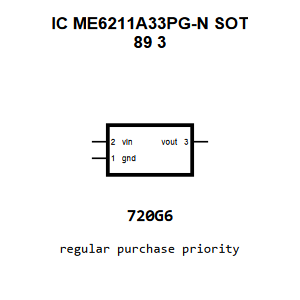 IC ME6211A33PG-N SOT
89 3
2 vin vout 3
1 gnd
720G6
regular purchase priority